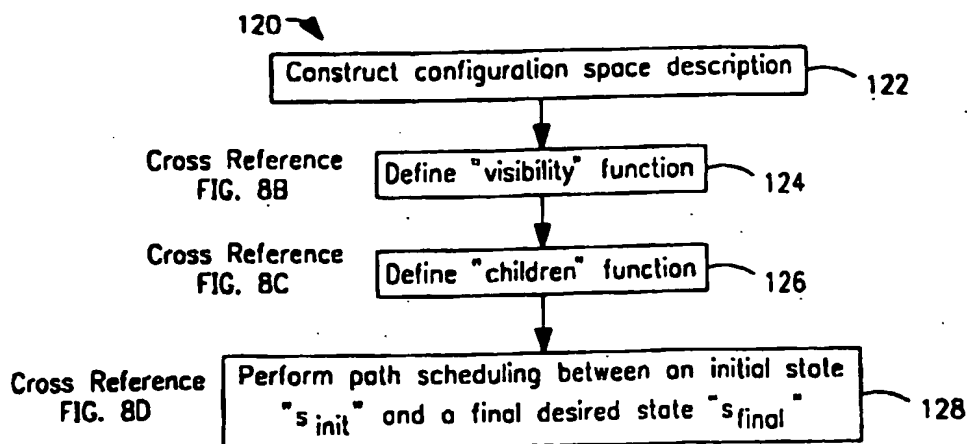 120
Construct configuration space description
122
Cross Reference
FIG. 8B
Define "visibility" function
124
Cross Reference
FIG. 8C
Define "children" function
126
Cross Reference
FIG. 8D
Perform path scheduling between an initial state
"s init" and a final desired state "s final"
128